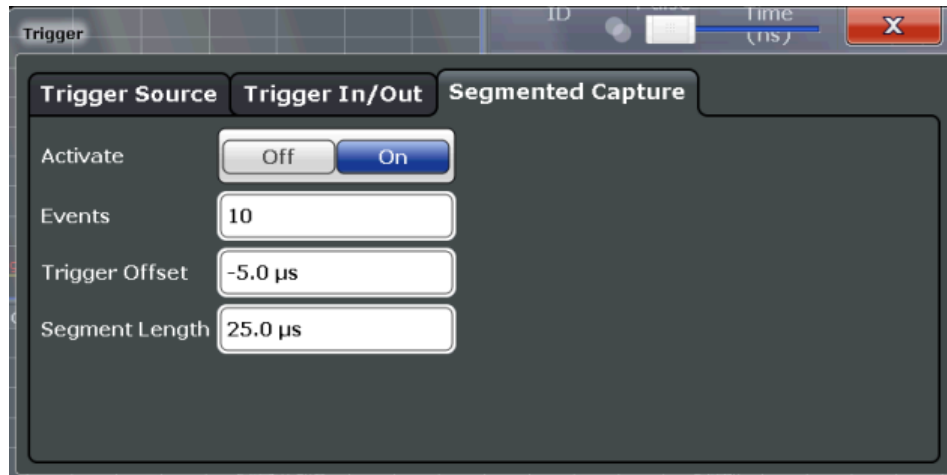 ID
Time
(ns)
Trigger
X
Trigger Source Trigger In/Out Segmented Capture
Activate Off On
Events 10
Trigger Offset -5.0 µs
Segment Length 25.0 µs